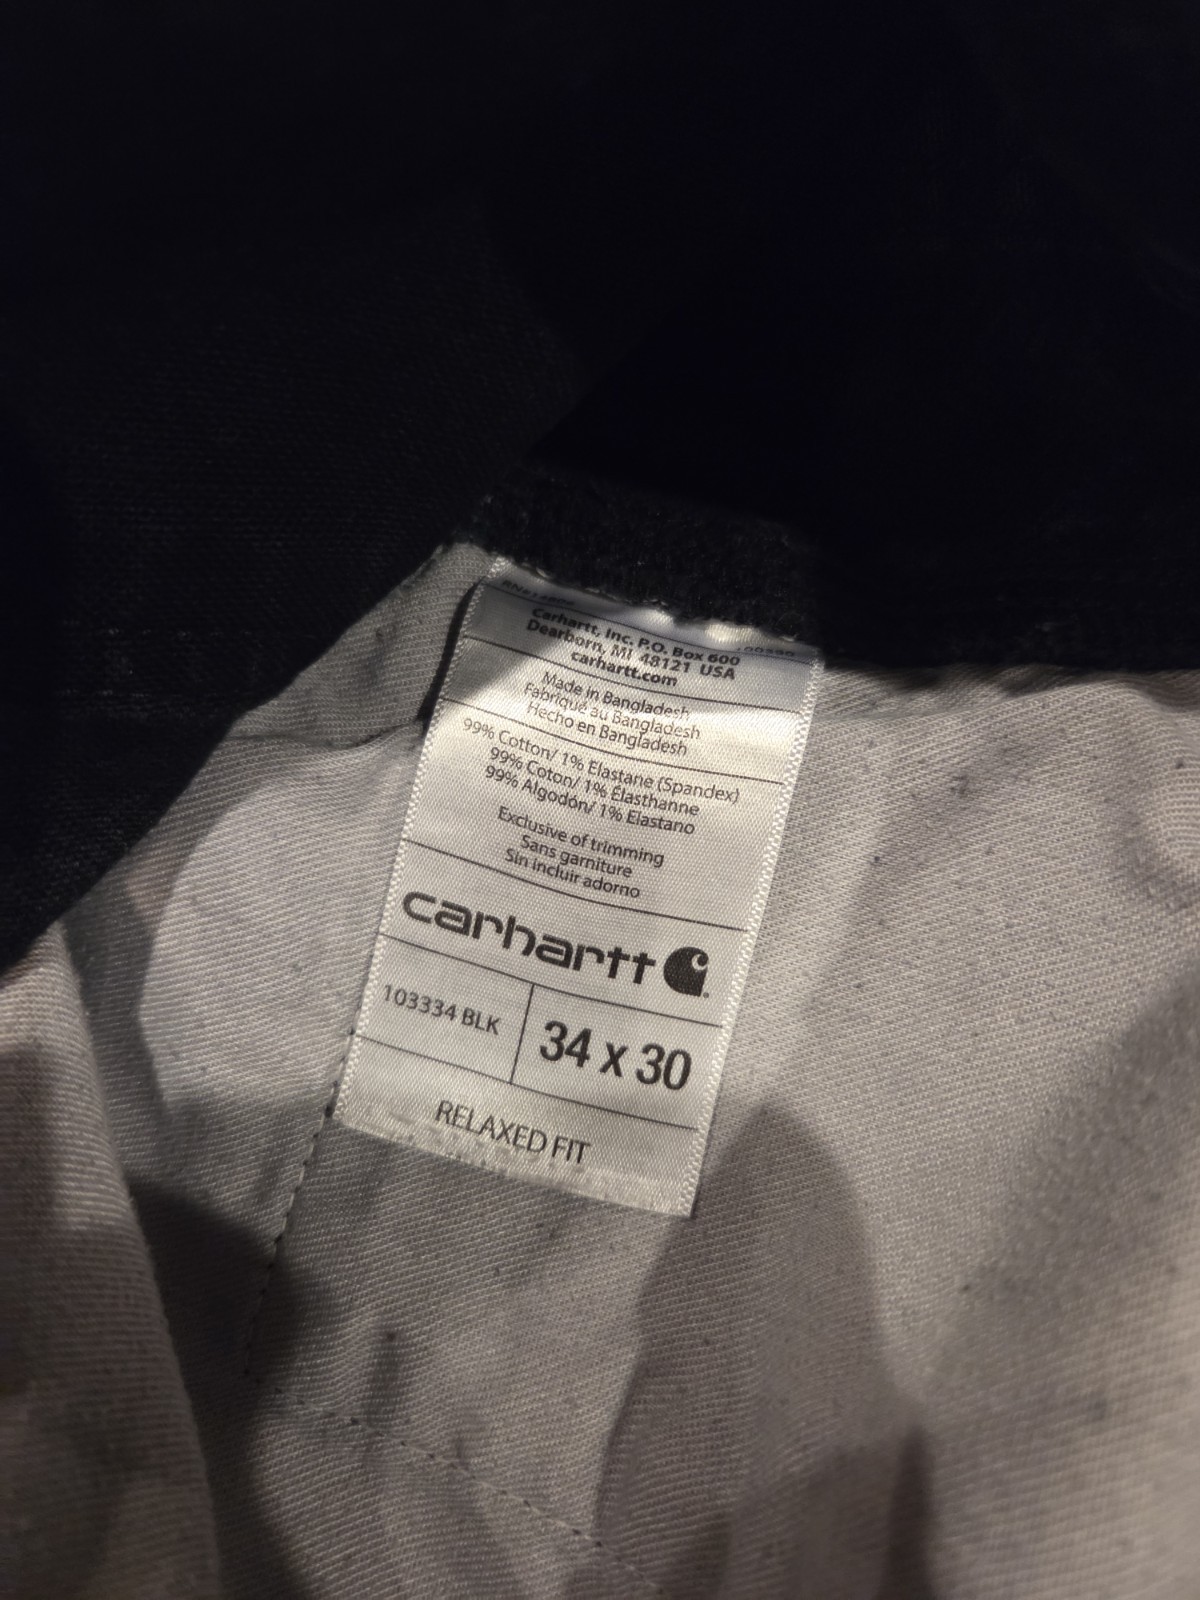 Carhartt, Inc. P.O. Box 600
Dearborn, MI 48121 USA
carhartt.com
Made in Bangladesh
Fabriqué au Bangladesh
Hecho en Bangladesh
99% Cotton/ 1% Elastane (Spandex)
99% Coton/ 1% Élasthanne
99% Algodón/ 1% Elastano
Exclusive of trimming
Sans garniture
Sin incluir adorno
carhartt
103334 BLK
34 x 30
RELAXED FIT